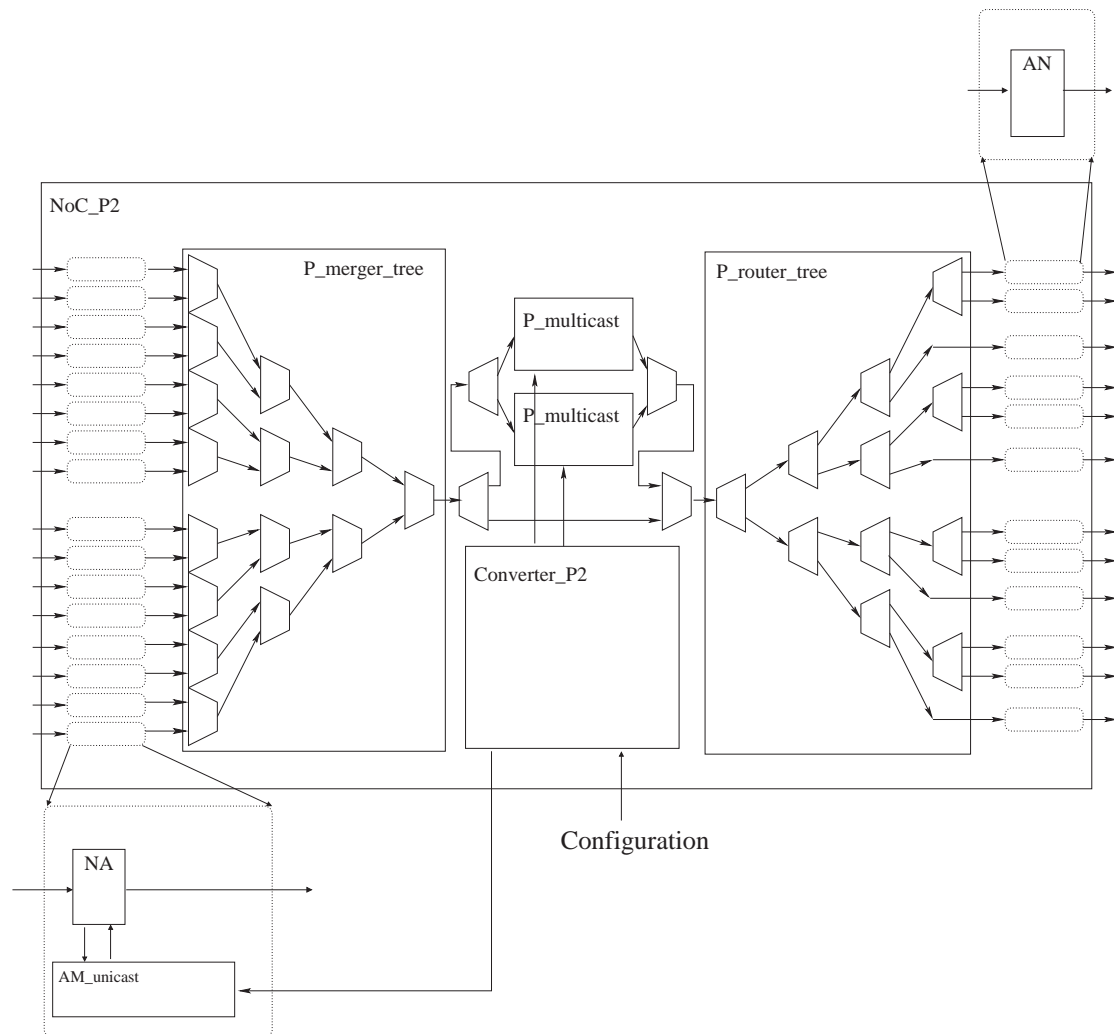 AN
NoC_P2
P_merger_tree
P_router_tree
P_multicast
P_multicast
Converter_P2
Configuration
NA
AM_unicast